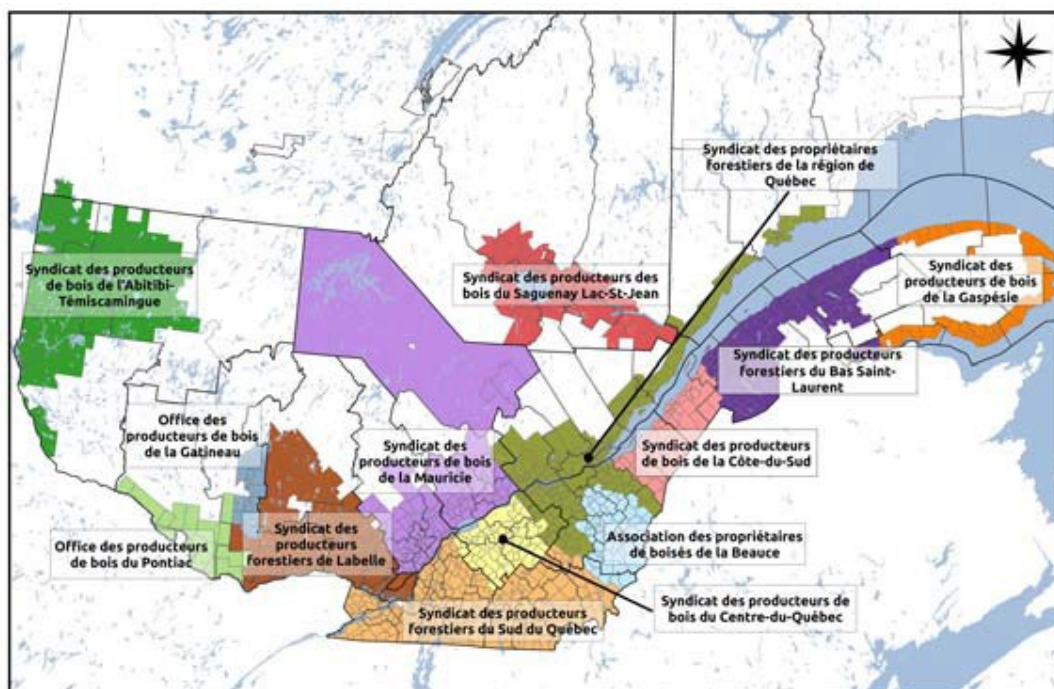 Syndicat des propriétaires
forestiers de la région de
Québec
Syndicat des producteurs
de bois de l'Abitibi-
Témiscamingue
Syndicat des producteurs des
bois du Saguenay Lac-St-Jean
Syndicat des
producteurs de bois
de la Gaspésie
Syndicat des producteurs
forestiers du Bas Saint-
Laurent
Office des
producteurs de bois
de la Gatineau
Syndicat des
producteurs de bois
de la Mauricie
Syndicat des producteurs
de bois de la Côte-du-Sud
Office des producteurs
de bois du Pontiac
Syndicat des
producteurs
forestiers de Labelle
Association des propriétaires
de boisés de la Beauce
Syndicat des producteurs
forestiers du Sud du Québec
Syndicat des producteurs de
bois du Centre-du-Québec